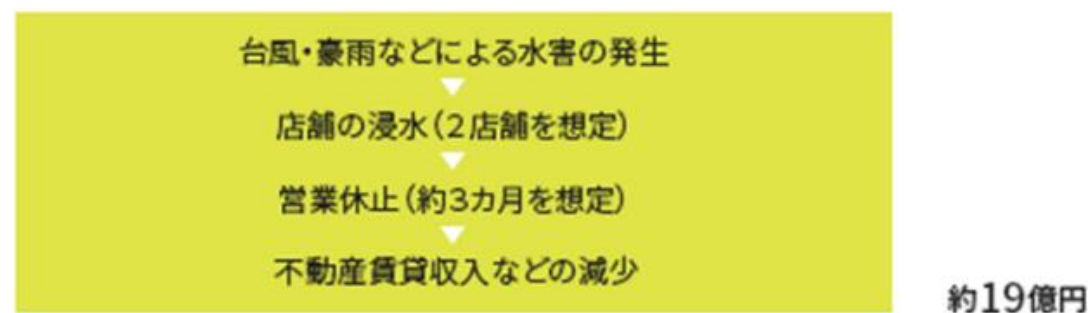 台風・豪雨などによる水害の発生
店舗の浸水(2店舗を想定)
営業休止(約3カ月を想定)
不動産賃貸収入などの減少
約19億円